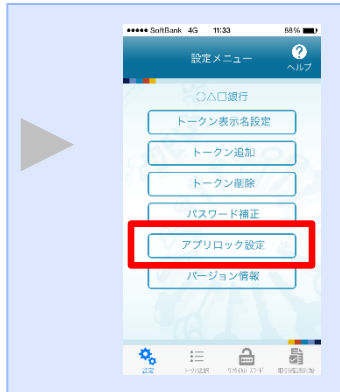 ●●●●● SoftBank 4G 11:33 88%
設定メニュー
?
ヘルプ
○△□銀行
トークン表示名設定
トークン追加
トークン削除
パスワード補正
アプリロック設定
バージョン情報
設定